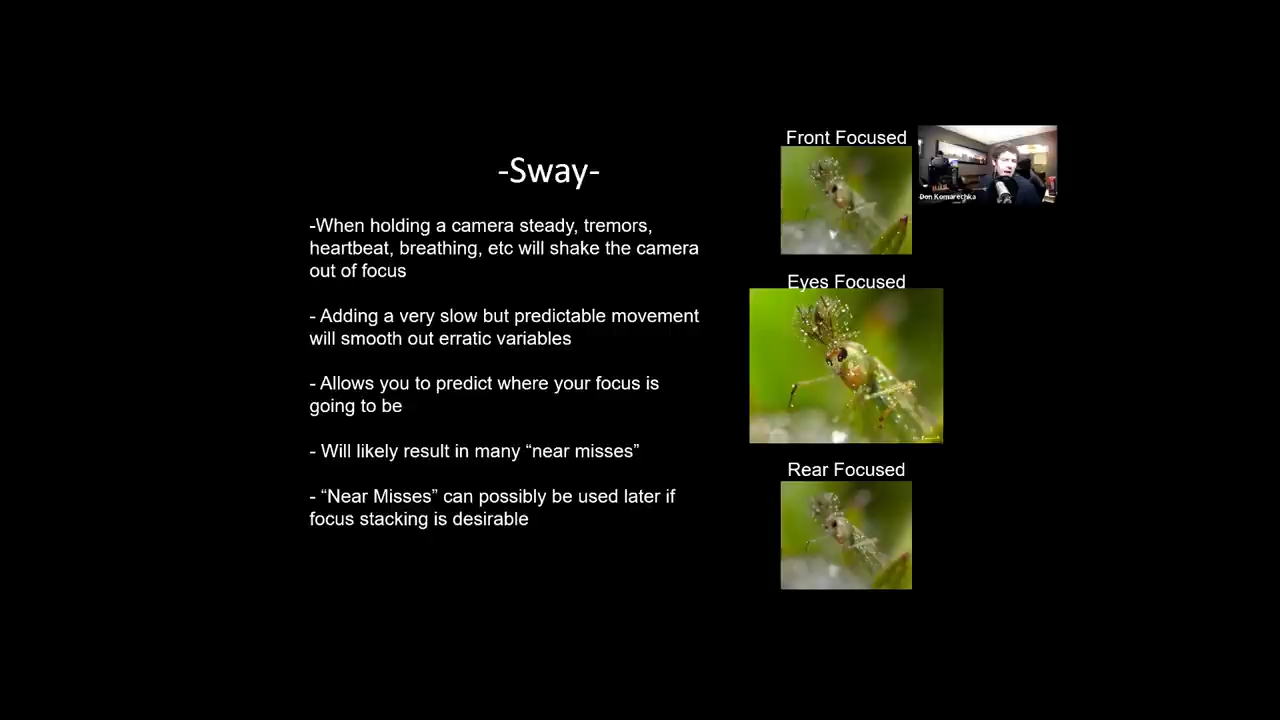 -Sway-
-When holding a camera steady, tremors,
heartbeat, breathing, etc will shake the camera
out of focus
- Adding a very slow but predictable movement
will smooth out erratic variables
- Allows you to predict where your focus is
going to be
- Will likely result in many “near misses”
- “Near Misses” can possibly be used later if
focus stacking is desirable
Front Focused
Don Komarechka
Eyes Focused
Rear Focused